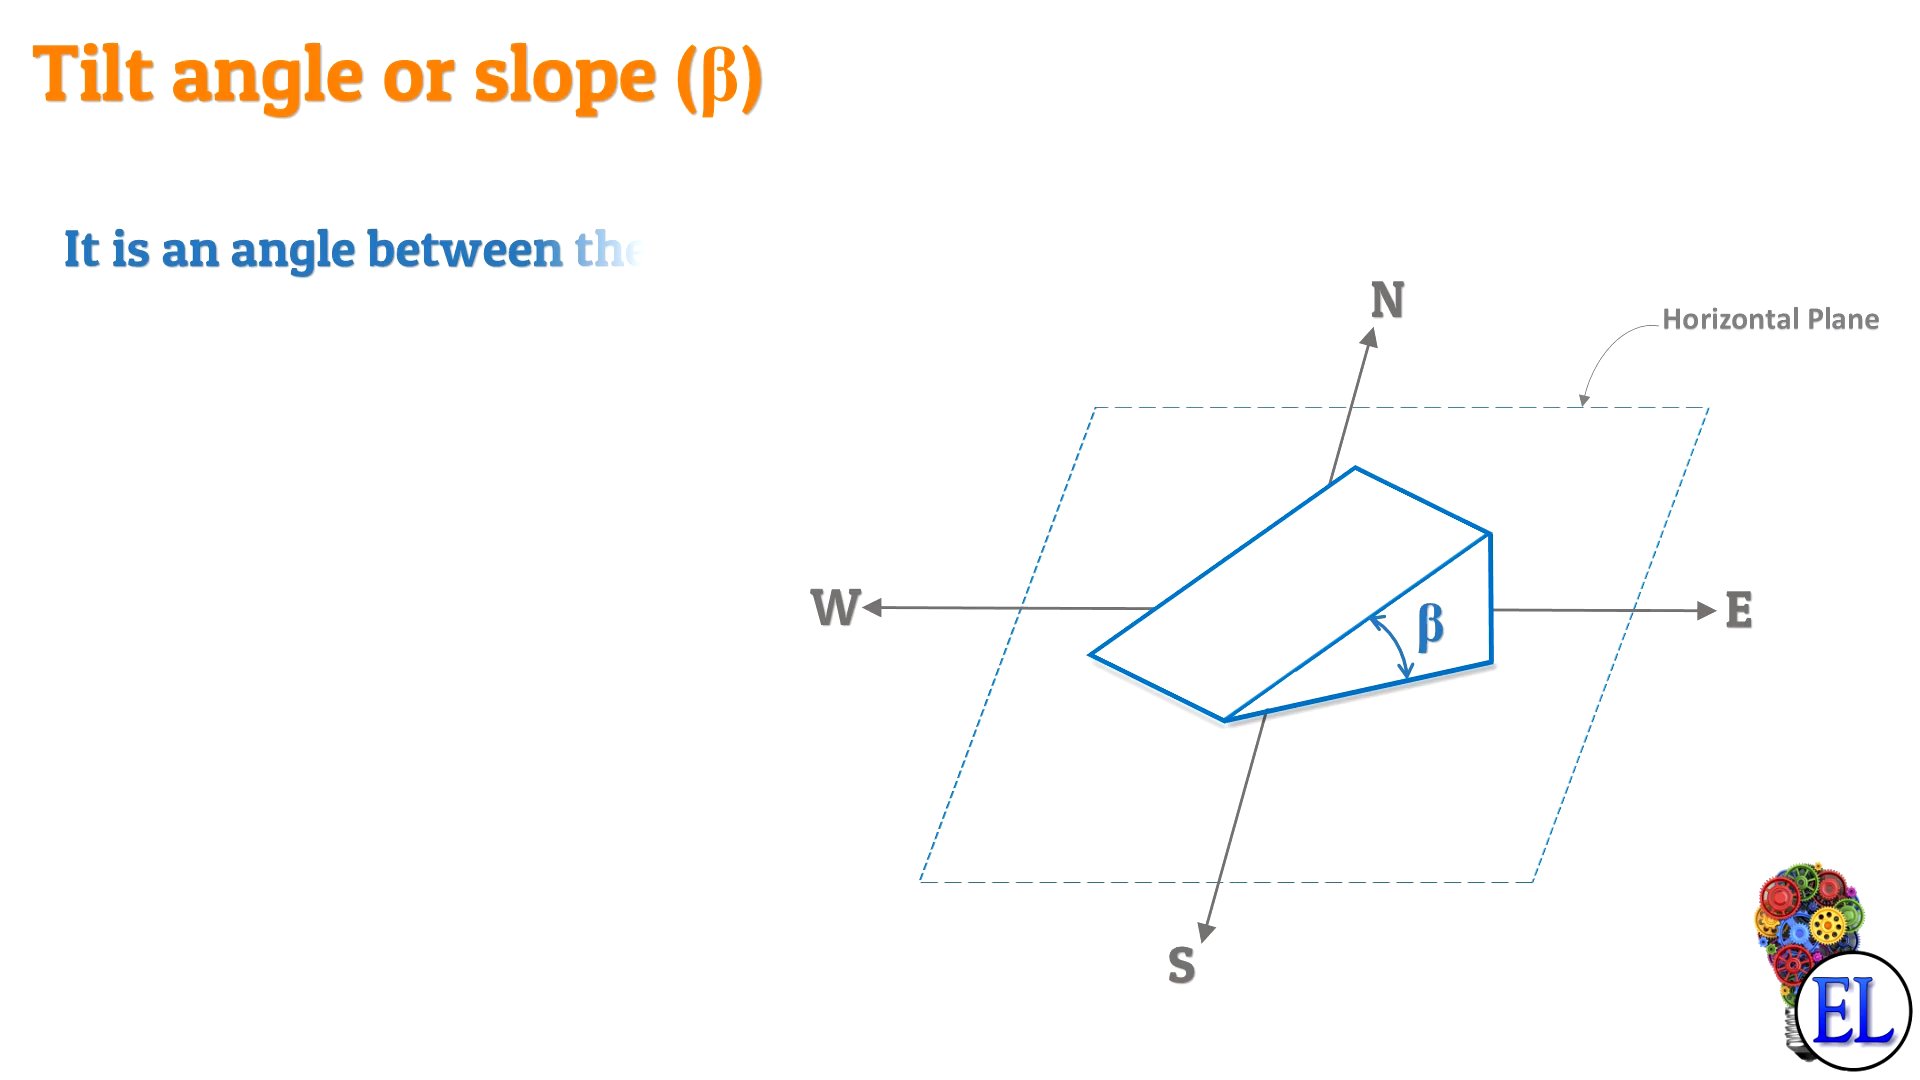 Tilt angle or slope (β)
It is an angle between the
N
Horizontal Plane
W
E
β
S
EL